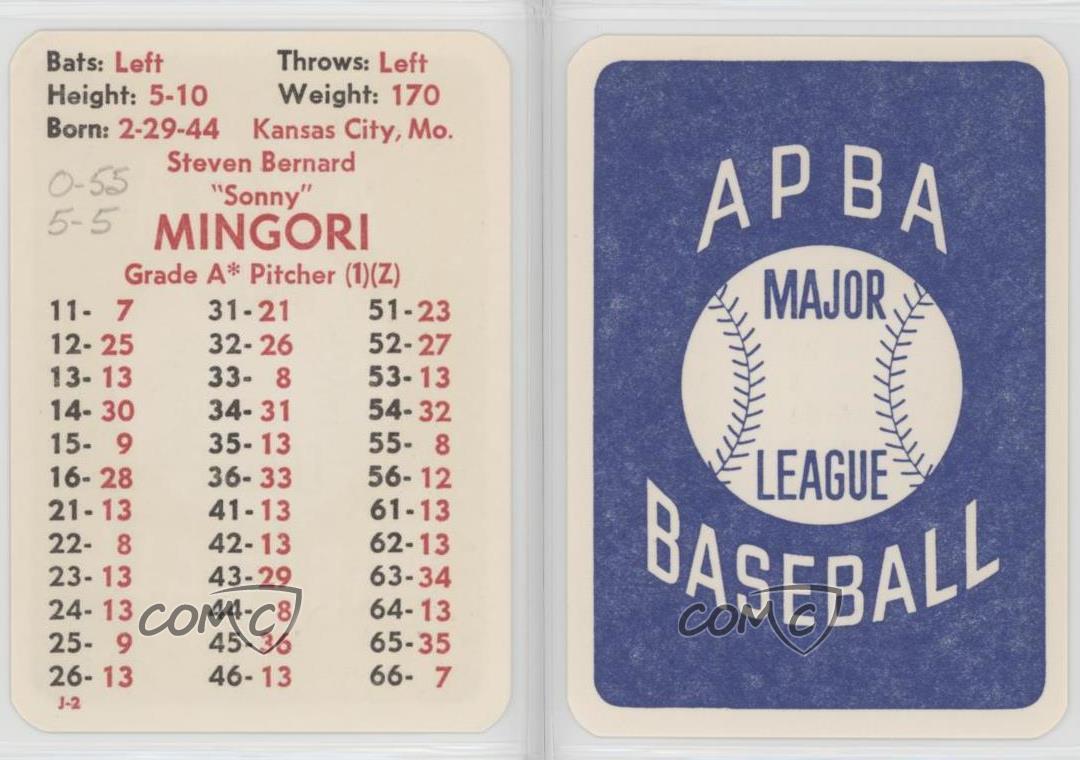 Bats: Left Throws: Left
Height: 5-10 Weight: 170
Born: 2-29-44 Kansas City, Mo.
Steven Bernard
O-55
"Sonny"
5-5
MINGORI
Grade A* Pitcher (1)(Z)
11- 7 31-21 51-23
12-25 32-26 52-27
13-13 33- 8 53-13
14-30 34-31 54-32
15- 9 35-13 55- 8
16-28 36-33 56-12
21-13 41-13 61-13
22- 8 42-13 62-13
23-13 43-29 63-34
24-13 44-8 64-13
25- 9 45-36 65-35
26-13 46-13 66- 7
J-2
COMC
APBA
MAJOR
LEAGUE
BASEBALL
COMC